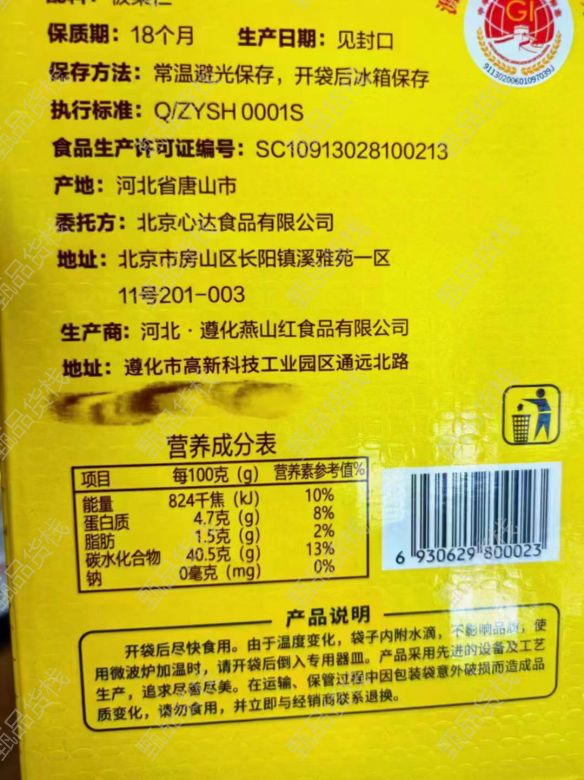 配料：板栗仁
保质期：18个月 生产日期：见封口
保存方法：常温避光保存，开袋后冰箱保存
执行标准：Q/ZYSH 0001S
食品生产许可证编号：SC10913028100213
产地：河北省唐山市
委托方：北京心达食品有限公司
地址：北京市房山区长阳镇溪雅苑一区
11号201-003
生产商：河北·遵化燕山红食品有限公司
地址：遵化市高新科技工业园区通远北路
GI
91130200601097039J
营养成分表
项目 每100克（g） 营养素参考值%
能量 824千焦（kJ） 10%
蛋白质 4.7克（g） 8%
脂肪 1.5克（g） 2%
碳水化合物 40.5克（g） 13%
钠 0毫克（mg） 0%
6 930629 800023
产品说明
开袋后尽快食用。由于温度变化，袋子内附水滴，不影响品质，使
用微波炉加温时，请开袋后倒入专用器皿。产品采用先进的设备及工艺
生产，追求尽善尽美。在运输、保管过程中因包装袋意外破损而造成品
质变化，请勿食用，并立即与经销商联系退换。
甄品货栈